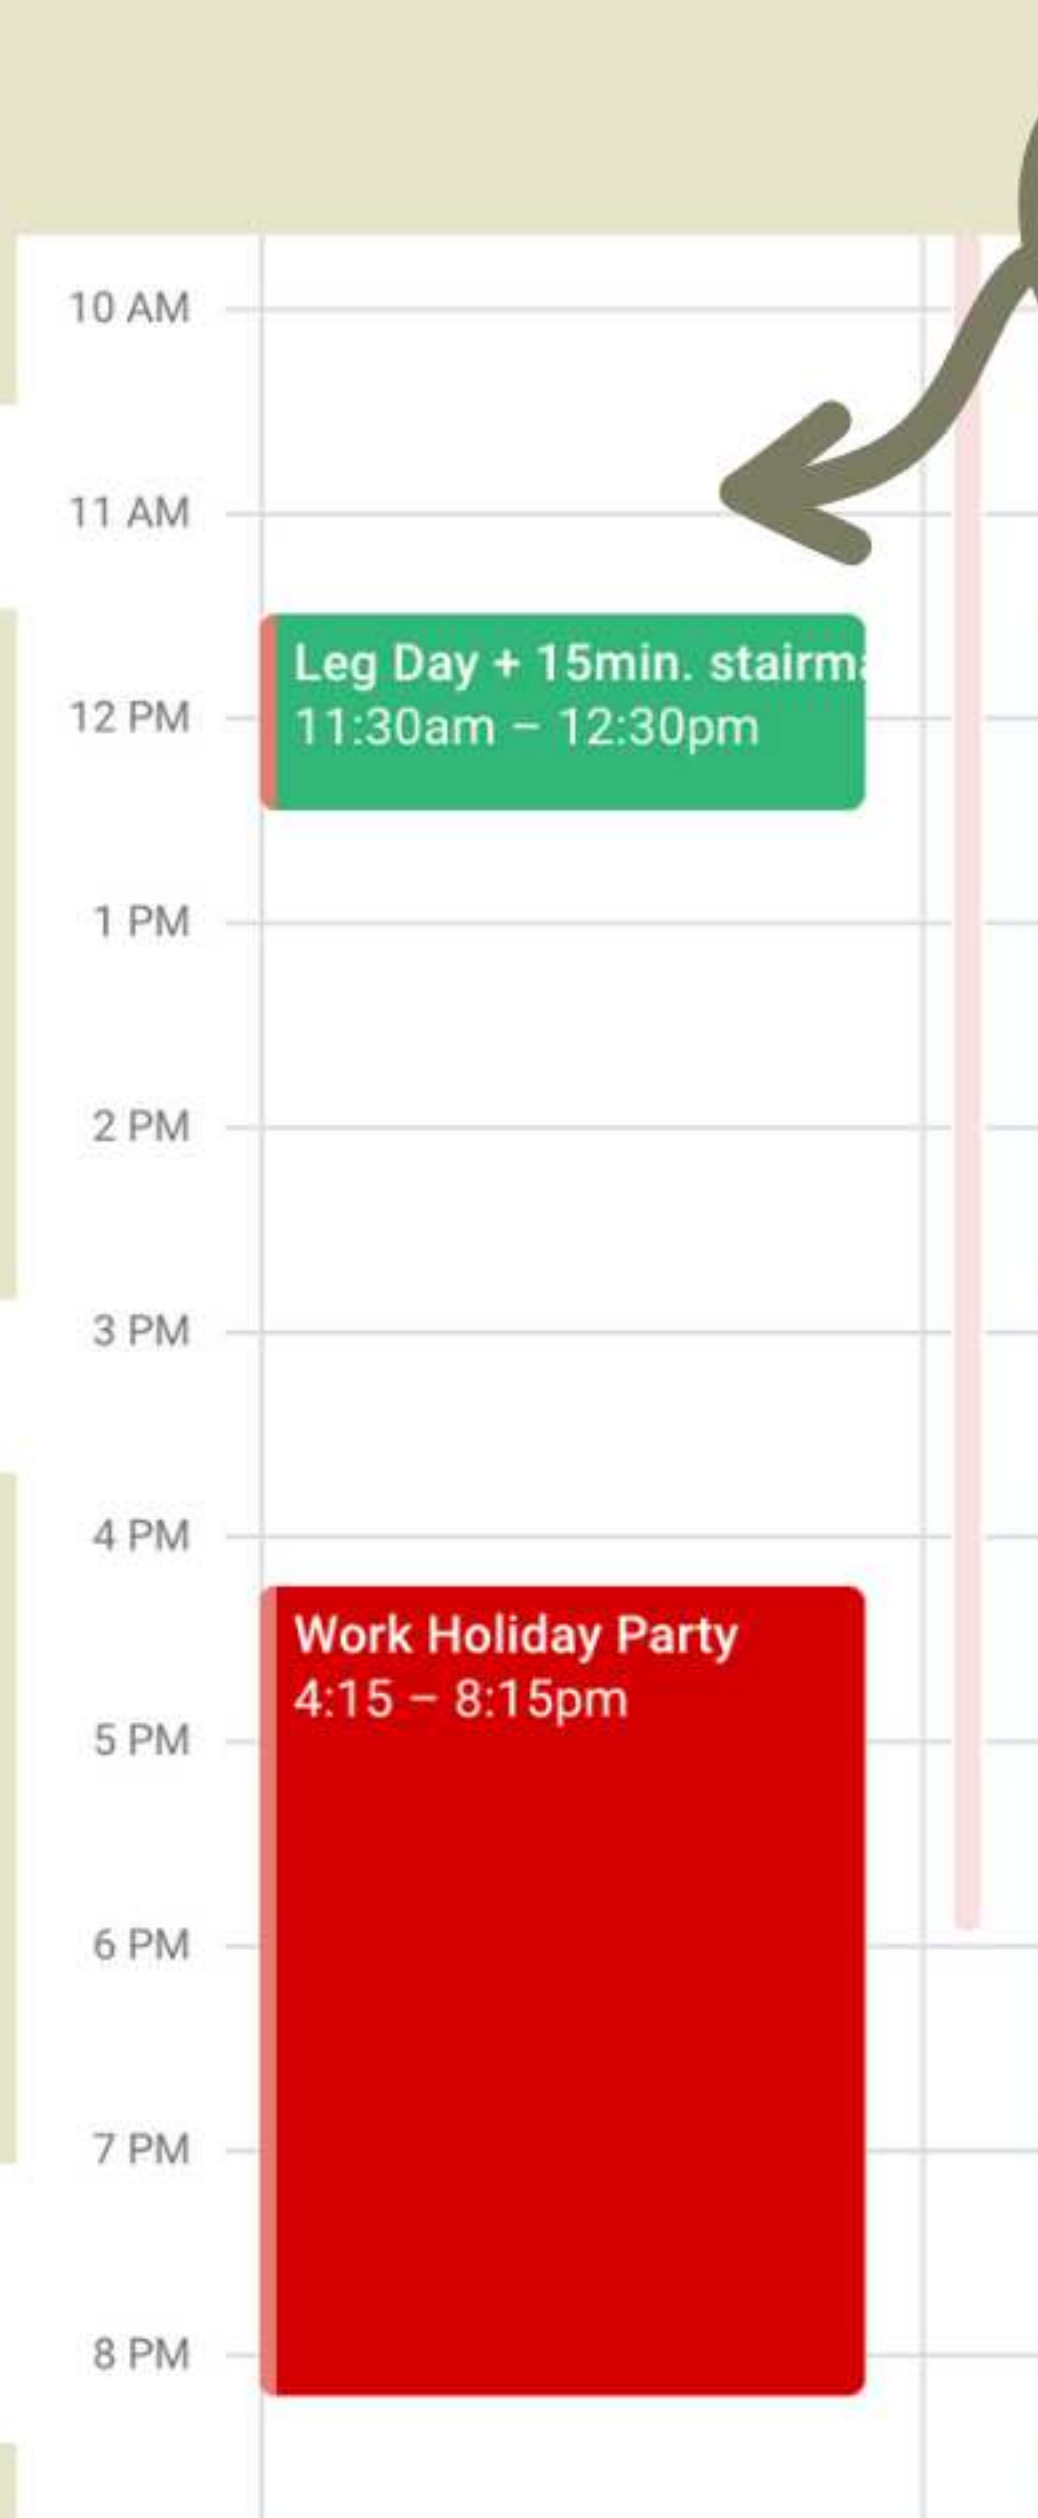 10 AM
11 AM
Leg Day + 15min.
11:30am – 12:30pm
12 PM
1 PM
2 PM
3 PM
4 PM
Work Holiday Party
4:15 – 8:15pm
5 PM
6 PM
7 PM
8 PM